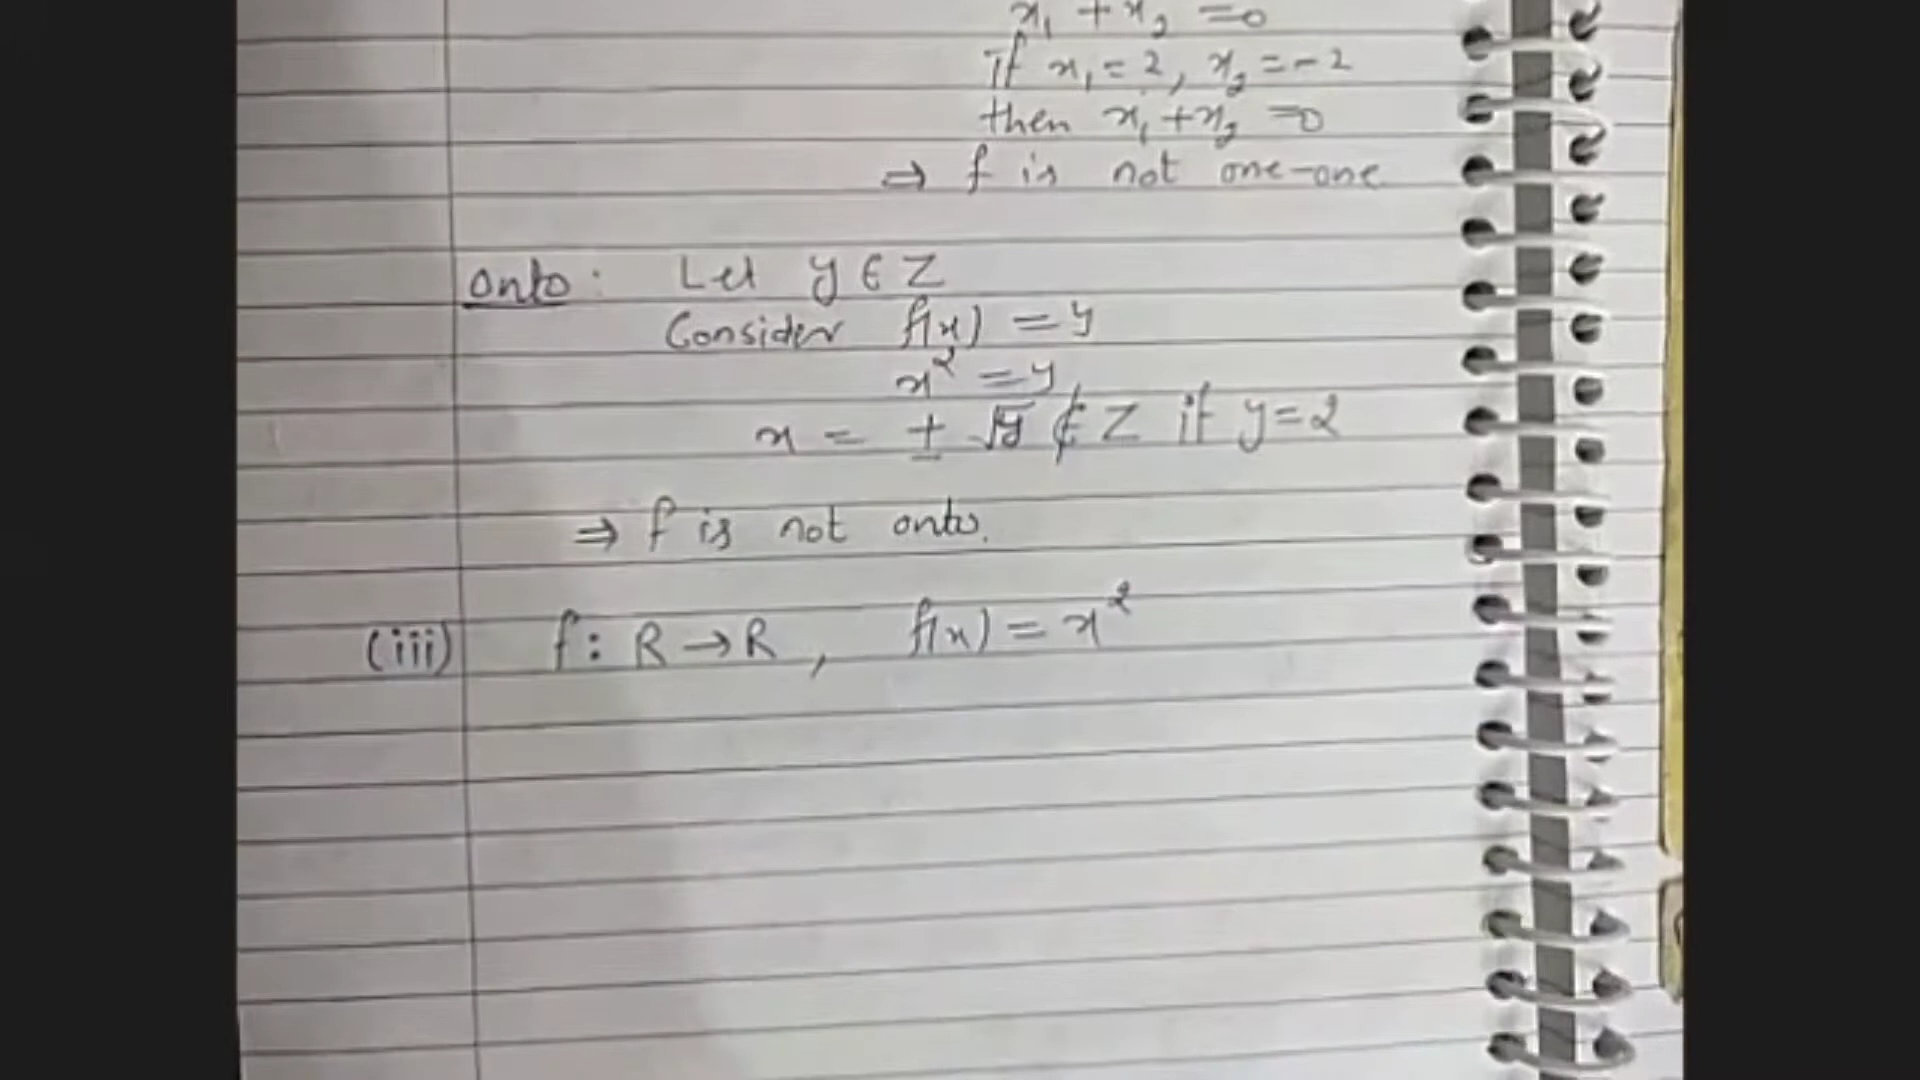 x₁ + x₂ = 0
if x₁ = 2, x₂ = -2
then x₁ + x₂ = 0
⇒ f is not one-one
Onto: Let y ∈ Z
Consider f(x) = y
x² = y
x = ± √y ∉ Z if y = 2
⇒ f is not onto.
(iii) f: R → R, f(x) = x²